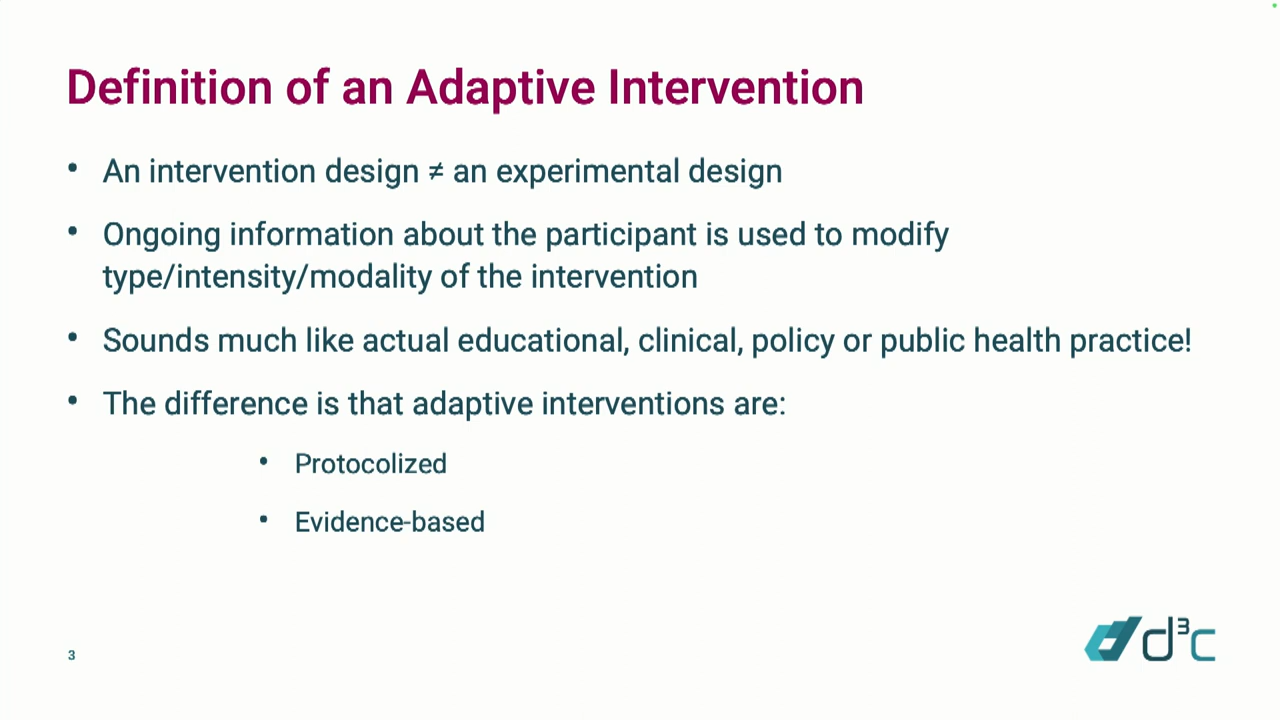 Definition of an Adaptive Intervention
• An intervention design ≠ an experimental design
• Ongoing information about the participant is used to modify
type/intensity/modality of the intervention
• Sounds much like actual educational, clinical, policy or public health practice!
• The difference is that adaptive interventions are:
• Protocolized
• Evidence-based
3
d³c